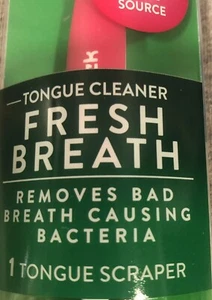 SOURCE
TONGUE CLEANER
FRESH
BREATH
REMOVES BAD
BREATH CAUSING
BACTERIA
1 TONGUE SCRAPER